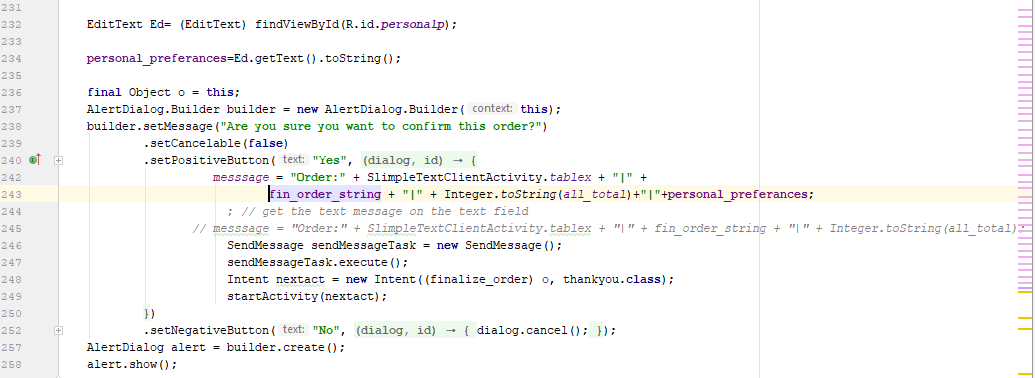 231
232 EditText Ed= (EditText) findViewById(R.id.personalp);
233
234 personal_preferances=Ed.getText().toString();
235
236 final Object o = this;
237 AlertDialog.Builder builder = new AlertDialog.Builder( context: this);
238 builder.setMessage("Are you sure you want to confirm this order?")
239 .setCancelable(false)
240 .setPositiveButton( text: "Yes", (dialog, id) → {
242 messsage = "Order:" + SlimpleTextClientActivity.tablex + "|" +
243 fin_order_string + "|" + Integer.toString(all_total)+"|"+personal_preferances;
244 ; // get the text message on the text field
245 // messsage = "Order:" + SlimpleTextClientActivity.tablex + "|" + fin_order_string + "|" + Integer.toString(all_total);
246 SendMessage sendMessageTask = new SendMessage();
247 sendMessageTask.execute();
248 Intent nextact = new Intent((finalize_order) o, thankyou.class);
249 startActivity(nextact);
250 })
252 .setNegativeButton( text: "No", (dialog, id) → { dialog.cancel(); });
257 AlertDialog alert = builder.create();
258 alert.show();